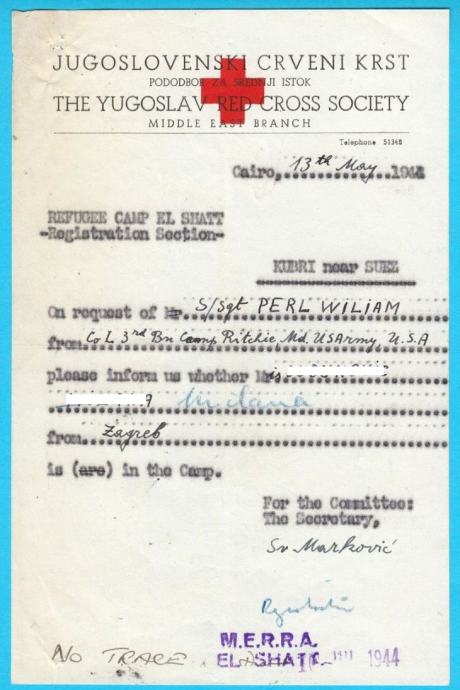 JUGOSLOVENSKI CRVENI KRST
PODODBOR ZA SREDNJI ISTOK
THE YUGOSLAV RED CROSS SOCIETY
MIDDLE EAST BRANCH
Telephone 51348
Cairo, 13th May 1944
REFUGEE CAMP EL SHATT
-Registration Section-
KUBRI near SUEZ
On request of Mr. S/Sgt PERL WILIAM
from Co L 3rd Bn Camp Ritchie, Md. US Army, U.S.A
please inform us whether Mis
A
from Zagreb
is (are) in the Camp.
For the Committee:
The Secretary,
Sv Marković
NO TRACE
M.E.R.R.A.
EL SHATT
1944